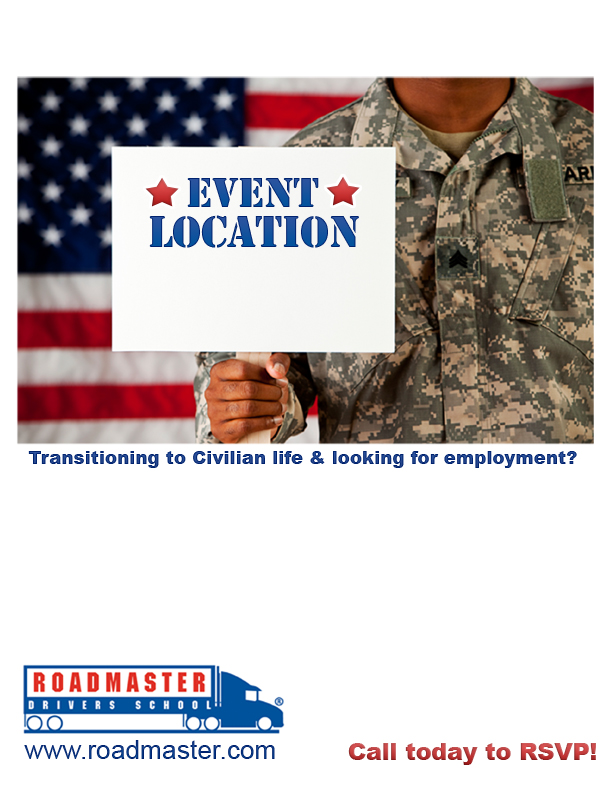 EVENT
LOCATION
Transitioning to Civilian life & looking for employment?
ROADMASTER
DRIVERS SCHOOL
®
www.roadmaster.com
Call today to RSVP!